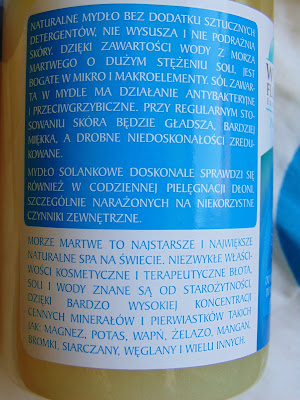 NATURALNE MYDŁO BEZ DODATKU SZTUCZNYCH
DETERGENTÓW, NIE WYSUSZA I NIE PODRAŻNIA
SKÓRY. DZIĘKI ZAWARTOŚCI WODY Z MORZA
MARTWEGO O DUŻYM STĘŻENIU SOLI, JEST
BOGATE W MIKRO I MAKROELEMENTY. SÓL ZAWAR-
TA W MYDLE MA DZIAŁANIE ANTYBAKTERYJNE
I PRZECIWGRZYBICZNE. PRZY REGULARNYM STO-
SOWANIU SKÓRA BĘDZIE GŁADSZA, BARDZIEJ
MIĘKKA, A DROBNE NIEDOSKONAŁOŚCI ZREDU-
KOWANE.
MYDŁO SOLANKOWE DOSKONALE SPRAWDZI SIĘ
RÓWNIEŻ W CODZIENNEJ PIELĘGNACJI DŁONI,
SZCZEGÓLNIE NARAŻONYCH NA NIEKORZYSTNE
CZYNNIKI ZEWNĘTRZNE.
MORZE MARTWE TO NAJSTARSZE I NAJWIĘKSZE
NATURALNE SPA NA ŚWIECIE. NIEZWYKŁE WŁAŚCI-
WOŚCI KOSMETYCZNE I TERAPEUTYCZNE BŁOTA,
SOLI I WODY ZNANE SĄ OD STAROŻYTNOŚCI,
DZIĘKI BARDZO WYSOKIEJ KONCENTRACJI
CENNYCH MINERAŁÓW I PIERWIASTKÓW TAKICH
JAK: MAGNEZ, POTAS, WAPŃ, ŻELAZO, MANGAN,
BROMKI, SIARCZANY, WĘGLANY I WIELU INNYCH.